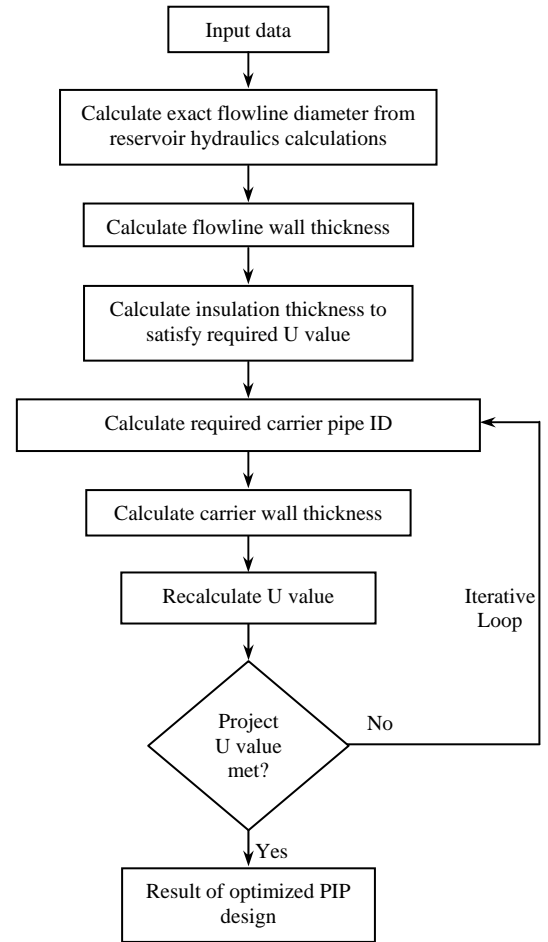 Input data
Calculate exact flowline diameter from
reservoir hydraulics calculations
Calculate flowline wall thickness
Calculate insulation thickness to
satisfy required U value
Calculate required carrier pipe ID
Calculate carrier wall thickness
Recalculate U value
Iterative
Loop
Project
U value
met?
No
Yes
Result of optimized PIP
design